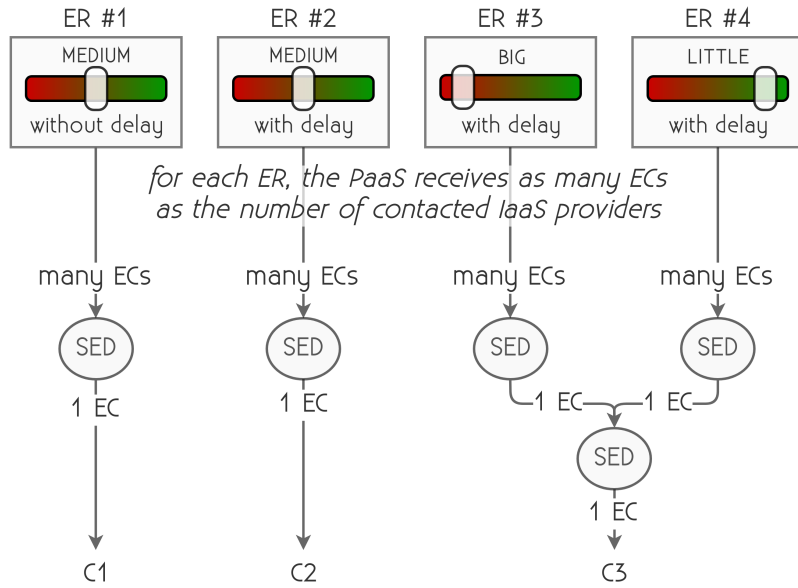 ER #1
ER #2
ER #3
ER #4
MEDIUM
MEDIUM
BIG
LITTLE
without delay
with delay
with delay
with delay
for each ER, the PaaS receives as many ECs
as the number of contacted IaaS providers
many ECs
many ECs
many ECs
many ECs
SED
SED
SED
SED
1 EC
1 EC
1 EC
1 EC
SED
1 EC
C1
C2
C3